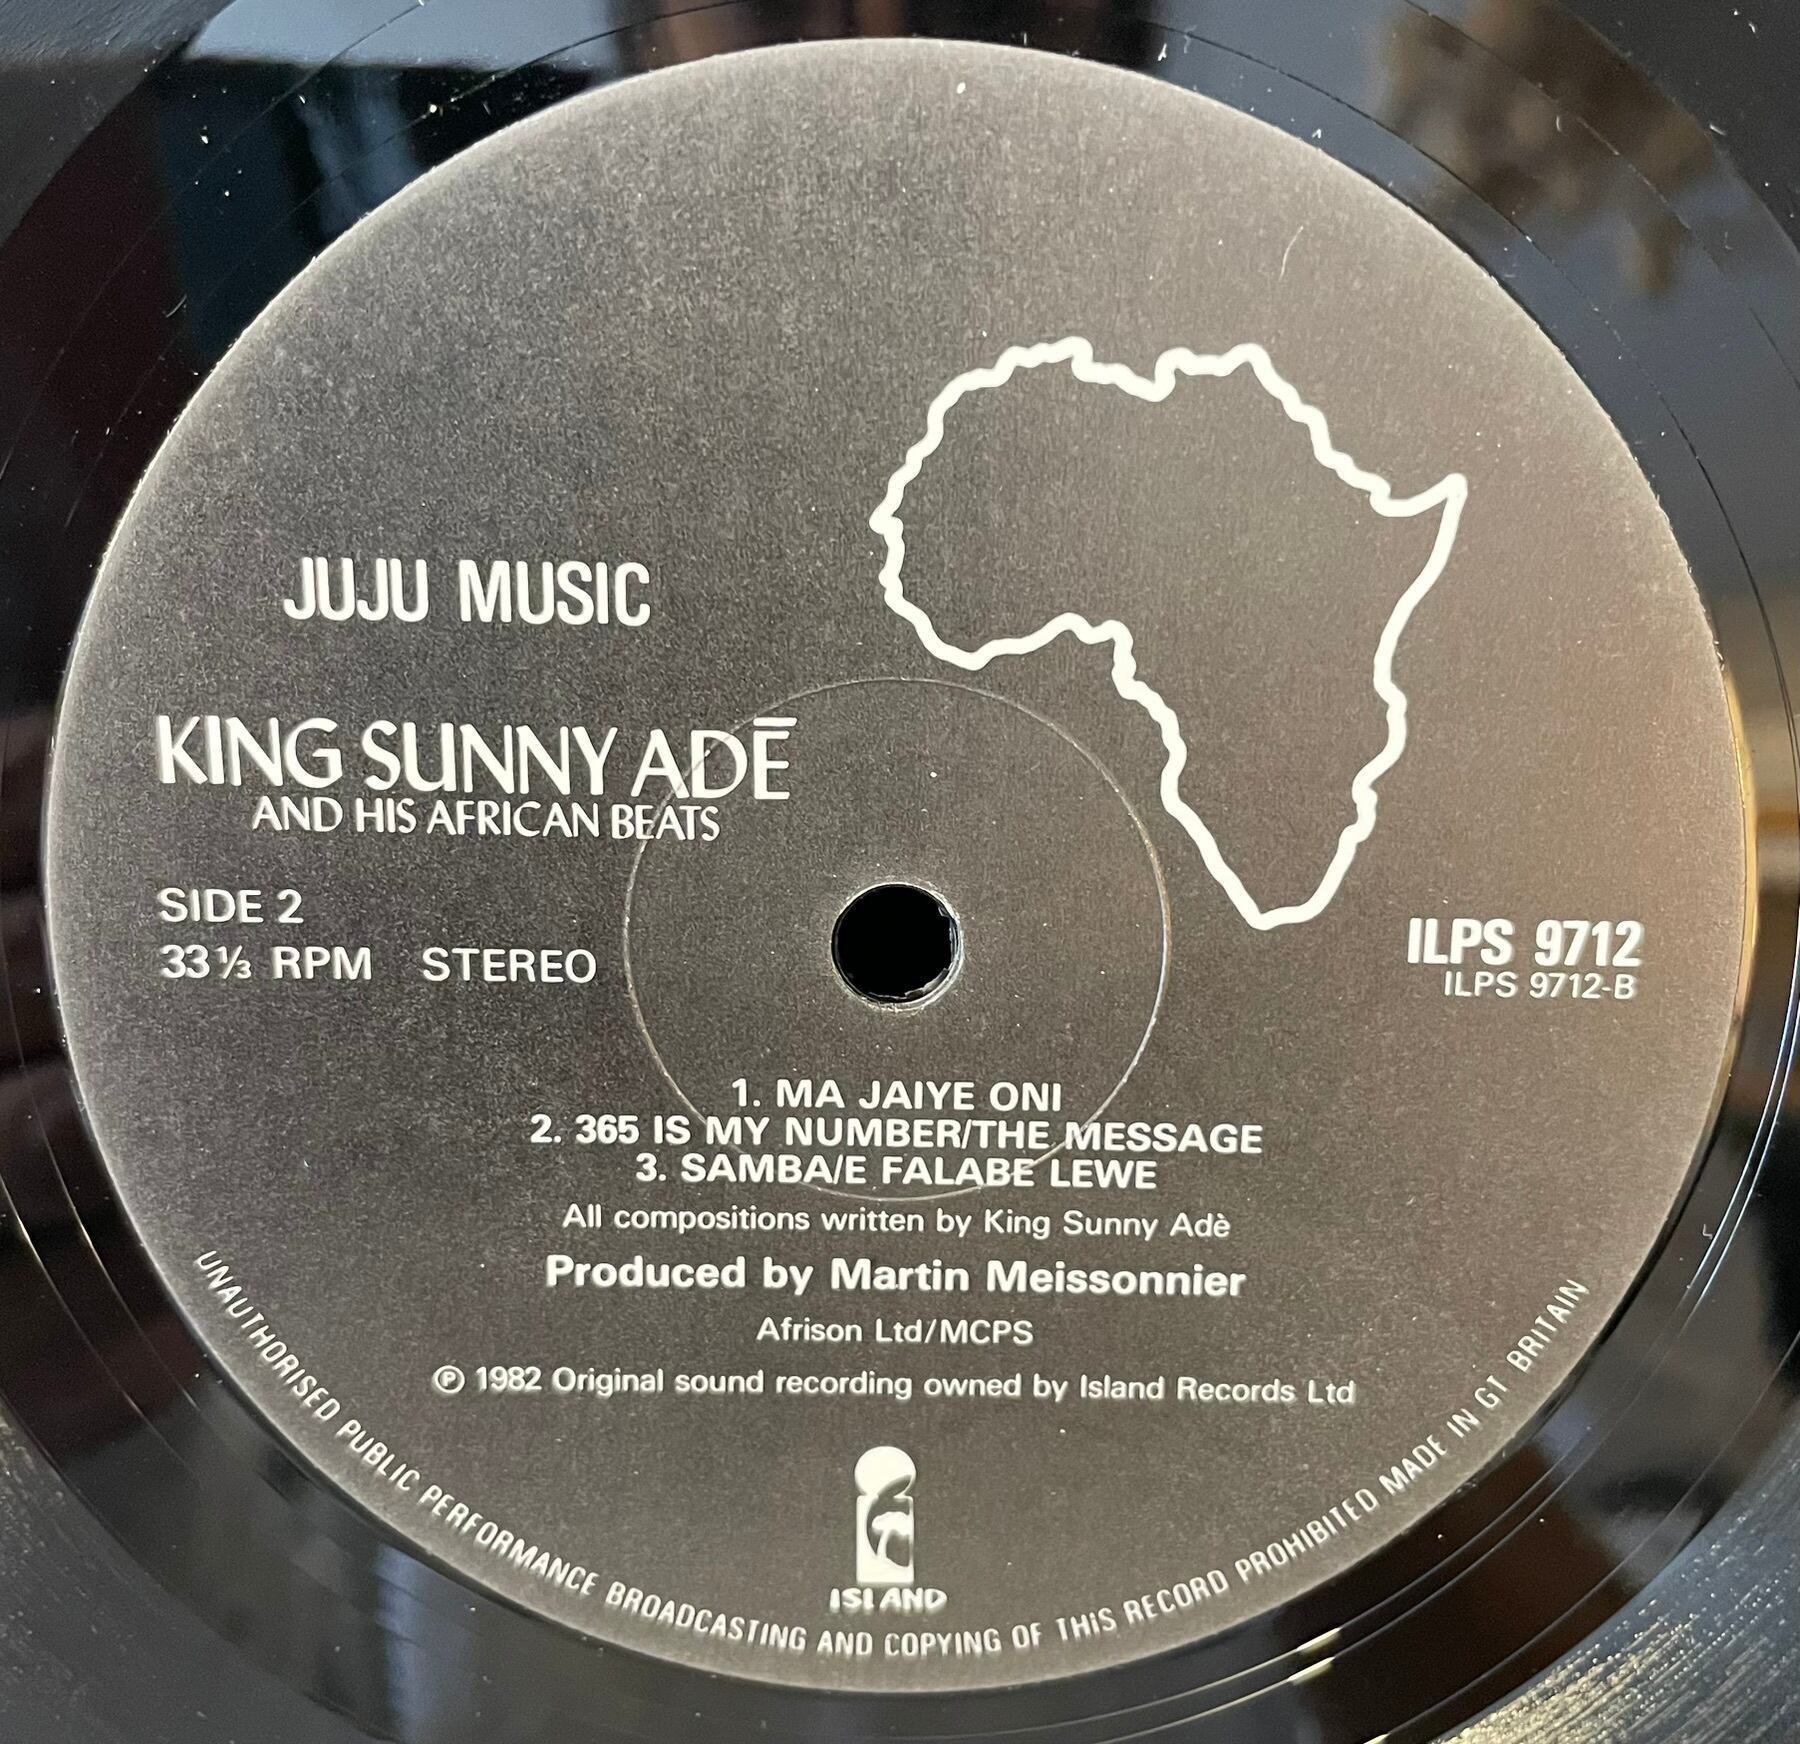 JUJU MUSIC
KING SUNNY ADĒ
AND HIS AFRICAN BEATS
SIDE 2
33⅓ RPM STEREO
ILPS 9712
ILPS 9712-B
1. MA JAIYE ONI
2. 365 IS MY NUMBER/THE MESSAGE
3. SAMBA/E FALABE LEWE
All compositions written by King Sunny Adè
Produced by Martin Meissonnier
Afrison Ltd/MCPS
℗ 1982 Original sound recording owned by Island Records Ltd
ISLAND
UNAUTHORISED PUBLIC PERFORMANCE BROADCASTING AND COPYING OF THiS RECORD PROHIBITED MADE IN GT BRITAIN